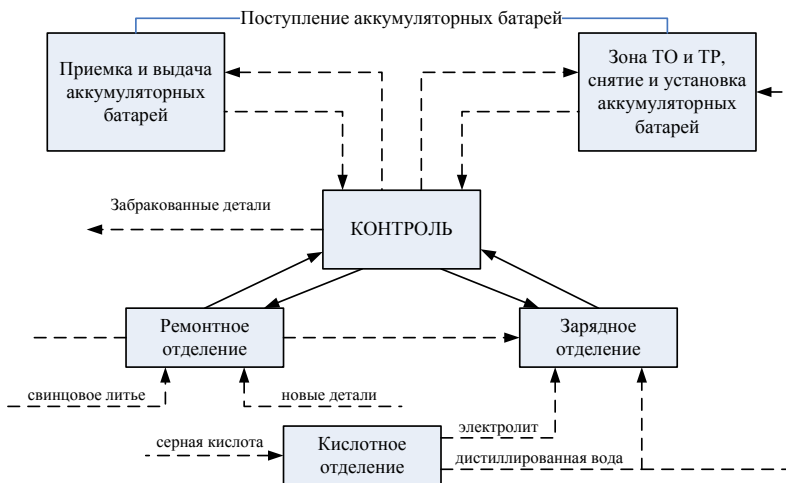 Поступление аккумуляторных батарей
Приемка и выдача
аккумуляторных
батарей
Зона ТО и ТР,
снятие и установка
аккумуляторных
батарей
Забракованные детали
КОНТРОЛЬ
Ремонтное
отделение
Зарядное
отделение
свинцовое литье
новые детали
серная кислота
Кислотное
отделение
электролит
дистиллированная вода